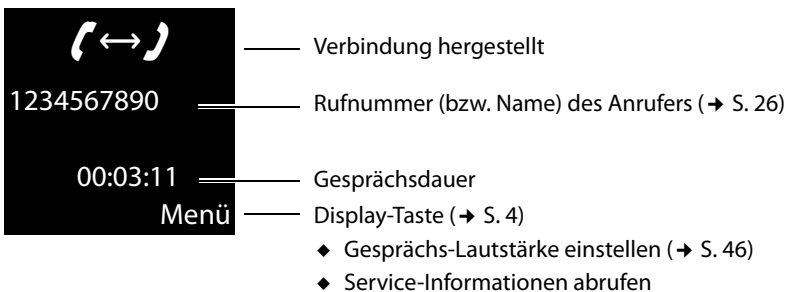 Verbindung hergestellt
1234567890 Rufnummer (bzw. Name) des Anrufers (➔ S. 26)
00:03:11 Gesprächsdauer
Menü Display-Taste (➔ S. 4)
◆ Gesprächs-Lautstärke einstellen (➔ S. 46)
◆ Service-Informationen abrufen